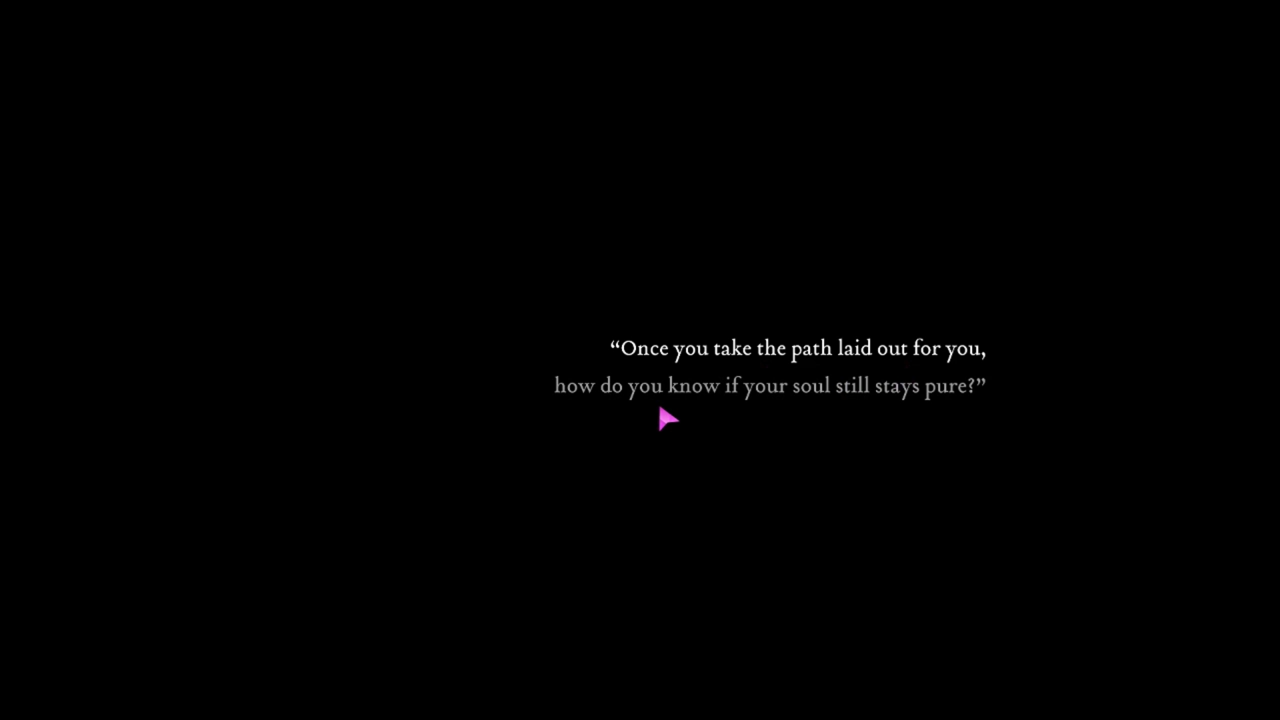 “Once you take the path laid out for you,
how do you know if your soul still stays pure?”